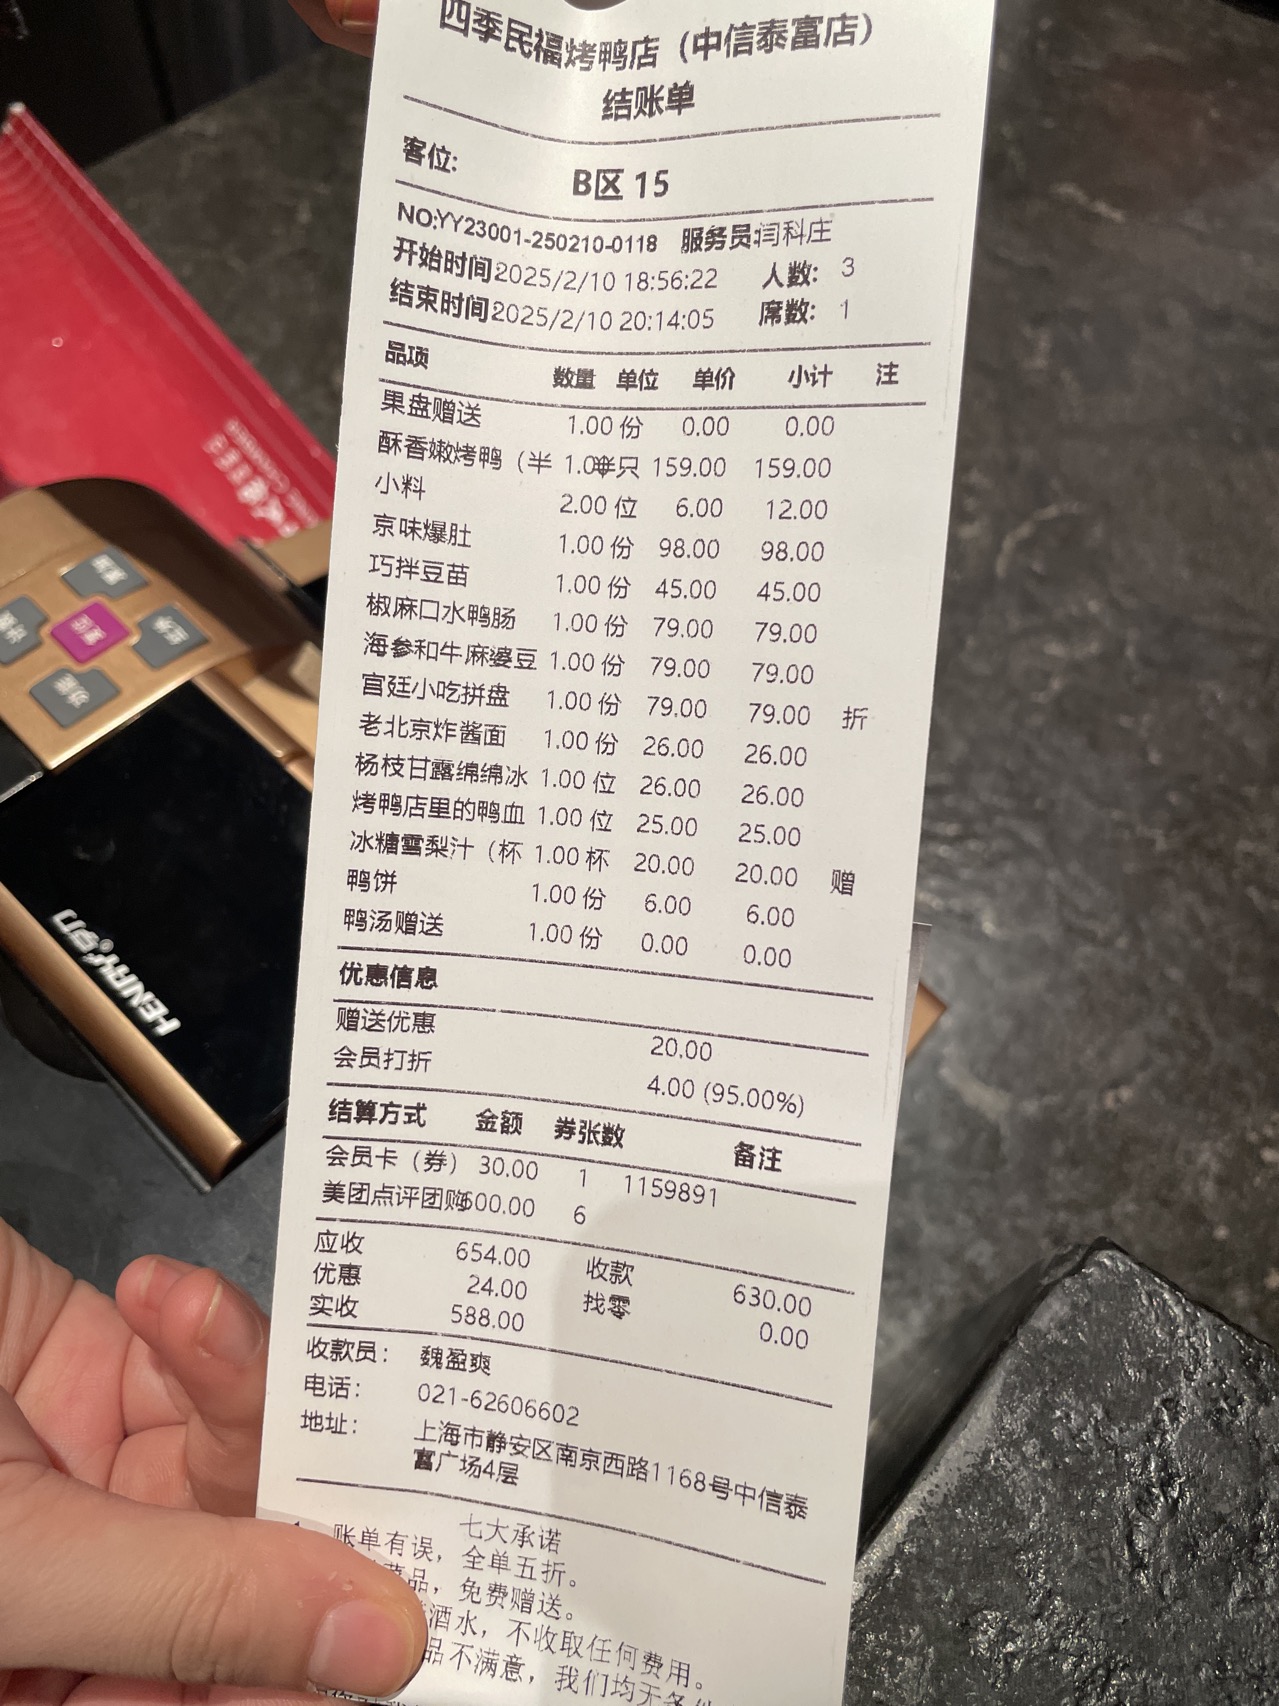 四季民福烤鸭店（中信泰富店）
结账单
客位: B区 15
NO:YY23001-250210-0118 服务员:闫科庄
开始时间2025/2/10 18:56:22 人数: 3
结束时间2025/2/10 20:14:05 席数: 1
品项 数量 单位 单价 小计 注
果盘赠送 1.00 份 0.00 0.00
酥香嫩烤鸭（半 1.00半只 159.00 159.00
小料 2.00 位 6.00 12.00
京味爆肚 1.00 份 98.00 98.00
巧拌豆苗 1.00 份 45.00 45.00
椒麻口水鸭肠 1.00 份 79.00 79.00
海参和牛麻婆豆 1.00 份 79.00 79.00
宫廷小吃拼盘 1.00 份 79.00 79.00 折
老北京炸酱面 1.00 份 26.00 26.00
杨枝甘露绵绵冰 1.00 位 26.00 26.00
烤鸭店里的鸭血 1.00 位 25.00 25.00
冰糖雪梨汁（杯 1.00 杯 20.00 20.00 赠
鸭饼 1.00 份 6.00 6.00
鸭汤赠送 1.00 份 0.00 0.00
优惠信息
赠送优惠 20.00
会员打折 4.00 (95.00%)
结算方式 金额 券张数 备注
会员卡（券） 30.00 1 1159891
美团点评团购600.00 6
应收 654.00 收款 630.00
优惠 24.00 找零 0.00
实收 588.00
收款员: 魏盈爽
电话: 021-62606602
地址: 上海市静安区南京西路1168号中信泰
富广场4层
七大承诺
账单有误，全单五折。
菜品，免费赠送。
酒水，不收取任何费用。
品不满意，我们均无条件
HENRY